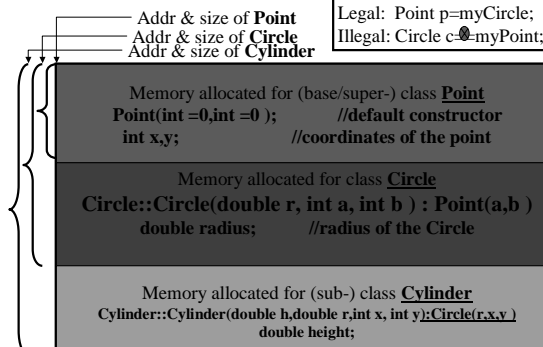 Addr & size of Point
Addr & size of Circle
Addr & size of Cylinder
Legal: Point p=myCircle;
Illegal: Circle c=myPoint;
Memory allocated for (base/super-) class Point
Point(int =0,int =0 ); //default constructor
int x,y; //coordinates of the point
Memory allocated for class Circle
Circle::Circle(double r, int a, int b ) : Point(a,b )
double radius; //radius of the Circle
Memory allocated for (sub-) class Cylinder
Cylinder::Cylinder(double h,double r,int x, int y):Circle(r,x,y )
double height;